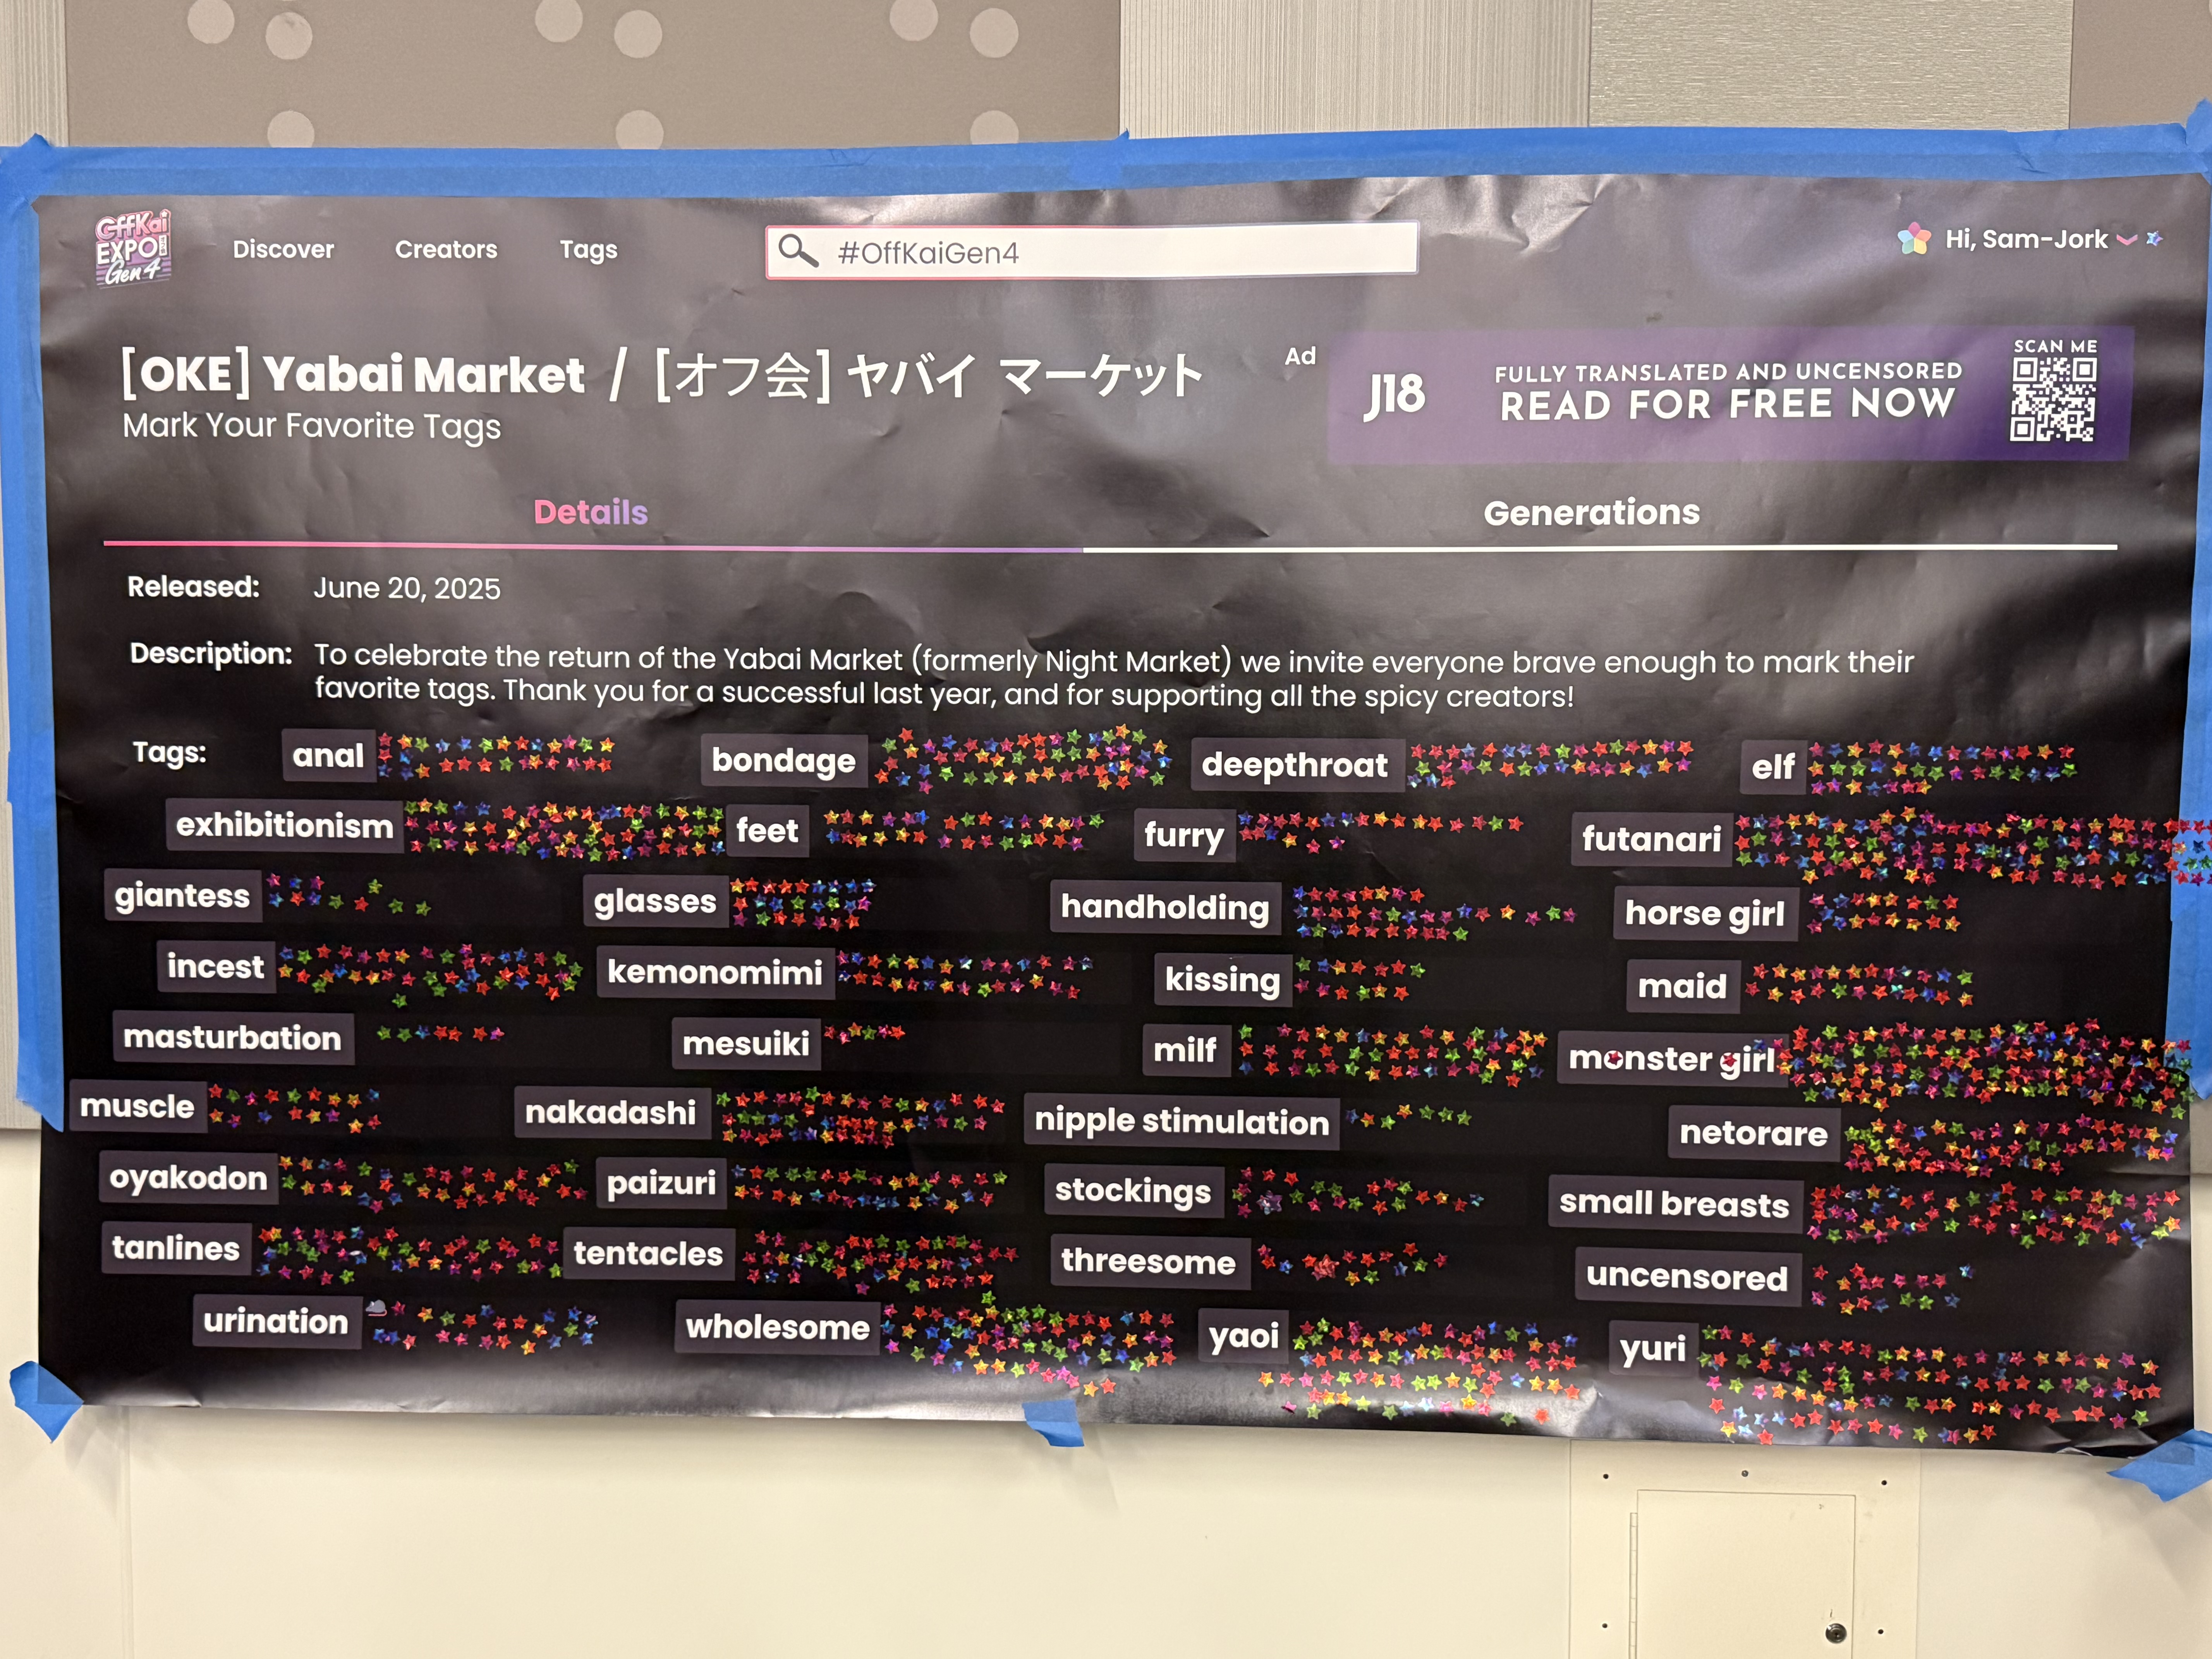 OffKai
EXPO
Gen 4
Discover Creators Tags
#OffKaiGen4
Hi, Sam-Jork
[OKE] Yabai Market / [オフ会] ヤバイ マーケット
Mark Your Favorite Tags
Ad
J18
FULLY TRANSLATED AND UNCENSORED
READ FOR FREE NOW
SCAN ME
Details
Generations
Released: June 20, 2025
Description: To celebrate the return of the Yabai Market (formerly Night Market) we invite everyone brave enough to mark their
favorite tags. Thank you for a successful last year, and for supporting all the spicy creators!
Tags: anal bondage deepthroat elf
exhibitionism feet furry futanari
giantess glasses handholding horse girl
incest kemonomimi kissing maid
masturbation mesuiki milf monster girl
muscle nakadashi nipple stimulation netorare
oyakodon paizuri stockings small breasts
tanlines tentacles threesome uncensored
urination wholesome yaoi yuri